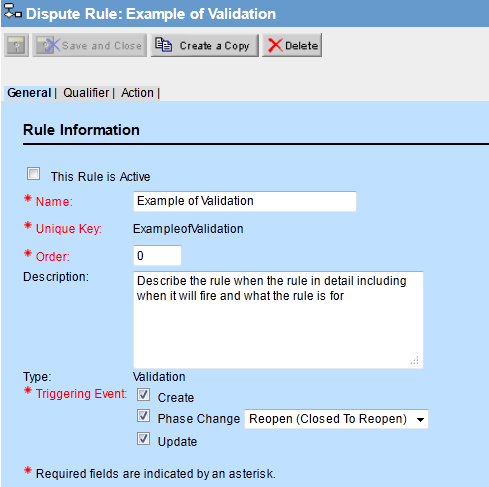 Dispute Rule: Example of Validation
Save and Close Create a Copy Delete
General | Qualifier | Action |
Rule Information
This Rule is Active
* Name: Example of Validation
* Unique Key: ExampleofValidation
* Order: 0
Description: Describe the rule when the rule in detail including
when it will fire and what the rule is for
Type: Validation
* Triggering Event: Create
Phase Change Reopen (Closed To Reopen)
Update
* Required fields are indicated by an asterisk.